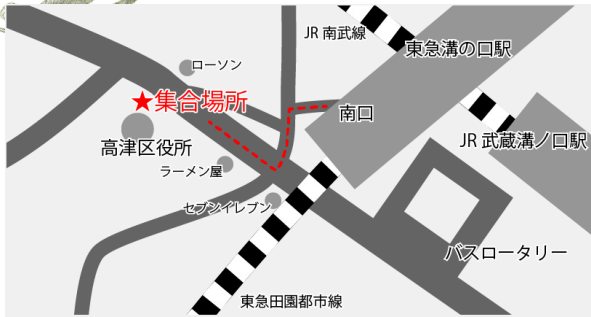 JR 南武線
東急溝の口駅
ローソン
★集合場所
南口
高津区役所
JR 武蔵溝ノ口駅
ラーメン屋
セブンイレブン
バスロータリー
東急田園都市線